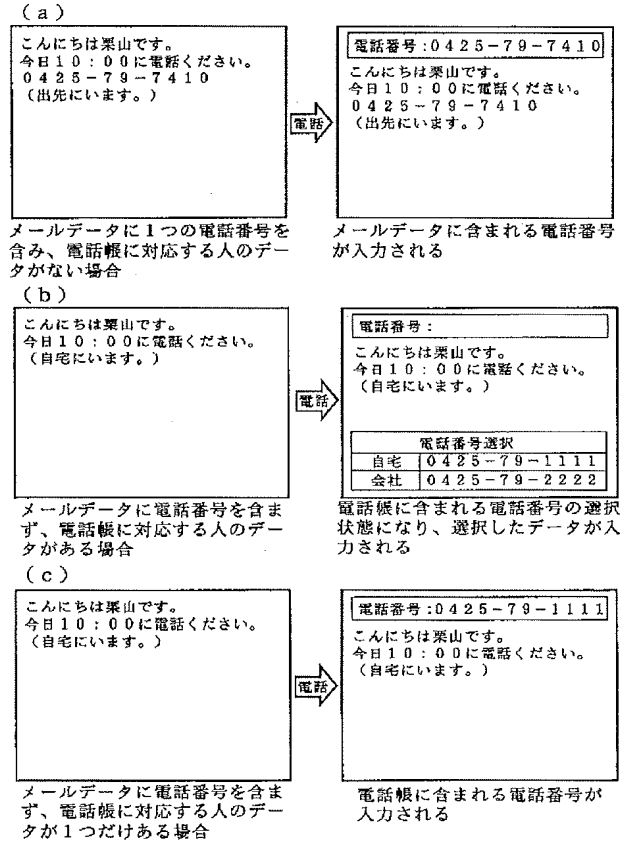 (a)
こんにちは栗山です。
今日10:00に電話ください。
0425-79-7410
(出先にいます。)
電話
電話番号:0425-79-7410
こんにちは栗山です。
今日10:00に電話ください。
0425-79-7410
(出先にいます。)
メールデータに1つの電話番号を
含み、電話帳に対応する人のデー
タがない場合
メールデータに含まれる電話番号
が入力される
(b)
こんにちは栗山です。
今日10:00に電話ください。
(自宅にいます。)
電話
電話番号:
こんにちは栗山です。
今日10:00に電話ください。
(自宅にいます。)
電話番号選択
自宅 0425-79-1111
会社 0425-79-2222
メールデータに電話番号を含ま
ず、電話帳に対応する人のデー
タがある場合
電話帳に含まれる電話番号の選択
状態になり、選択したデータが入
力される
(c)
こんにちは栗山です。
今日10:00に電話ください。
(自宅にいます。)
電話
電話番号:0425-79-1111
こんにちは栗山です。
今日10:00に電話ください。
(自宅にいます。)
メールデータに電話番号を含ま
ず、電話帳に対応する人のデー
タが1つだけある場合
電話帳に含まれる電話番号が
入力される